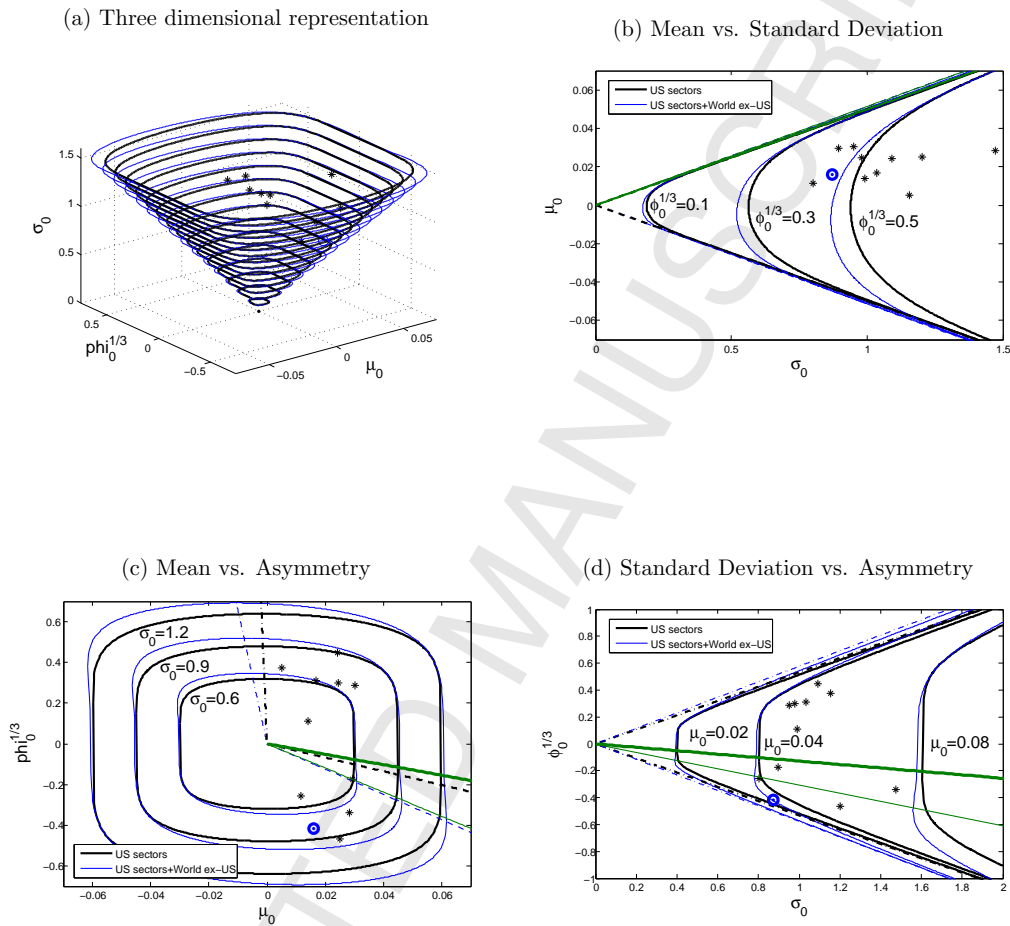 (a) Three dimensional representation
1.5
1
0.5
0
σ₀
0.5
0
−0.5
phi₀^1/3
−0.05
0
0.05
μ₀
(b) Mean vs. Standard Deviation
US sectors
US sectors+World ex−US
0.06
0.04
0.02
0
−0.02
−0.04
−0.06
μ₀
ϕ₀^1/3=0.1
ϕ₀^1/3=0.3
ϕ₀^1/3=0.5
0
0.5
1
1.5
σ₀
(c) Mean vs. Asymmetry
0.6
0.4
0.2
0
−0.2
−0.4
−0.6
phi₀^1/3
σ₀=1.2
σ₀=0.9
σ₀=0.6
US sectors
US sectors+World ex−US
−0.06
−0.04
−0.02
0
0.02
0.04
0.06
μ₀
(d) Standard Deviation vs. Asymmetry
US sectors
US sectors+World ex−US
1
0.8
0.6
0.4
0.2
0
−0.2
−0.4
−0.6
−0.8
−1
ϕ₀^1/3
μ₀=0.02
μ₀=0.04
μ₀=0.08
0
0.2
0.4
0.6
0.8
1
1.2
1.4
1.6
1.8
2
σ₀
TED MANUSCRI